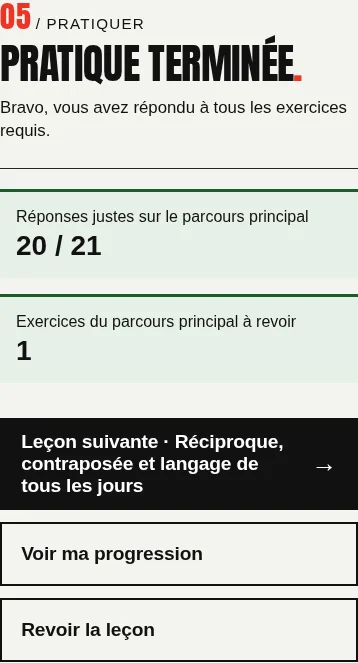 05 / PRATIQUER
PRATIQUE TERMINÉE.
Bravo, vous avez répondu à tous les exercices
requis.
Réponses justes sur le parcours principal
20 / 21
Exercices du parcours principal à revoir
1
Leçon suivante · Réciproque,
contraposée et langage de
tous les jours
→
Voir ma progression
Revoir la leçon